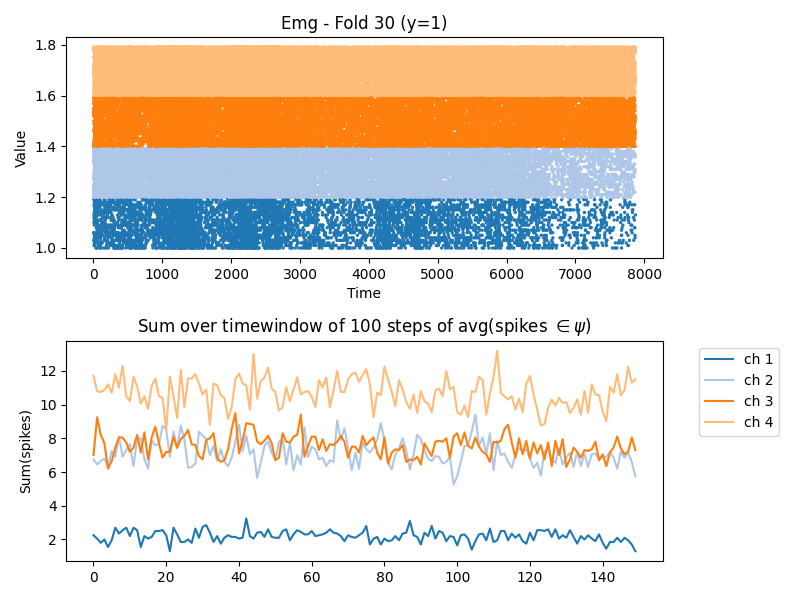 Emg - Fold 30 (y=1)
1.8
1.6
1.4
1.2
1.0
Value
0 1000 2000 3000 4000 5000 6000 7000 8000
Time
Sum over timewindow of 100 steps of avg(spikes ∈ ψ)
12
10
8
6
4
2
Sum(spikes)
0 20 40 60 80 100 120 140
ch 1
ch 2
ch 3
ch 4